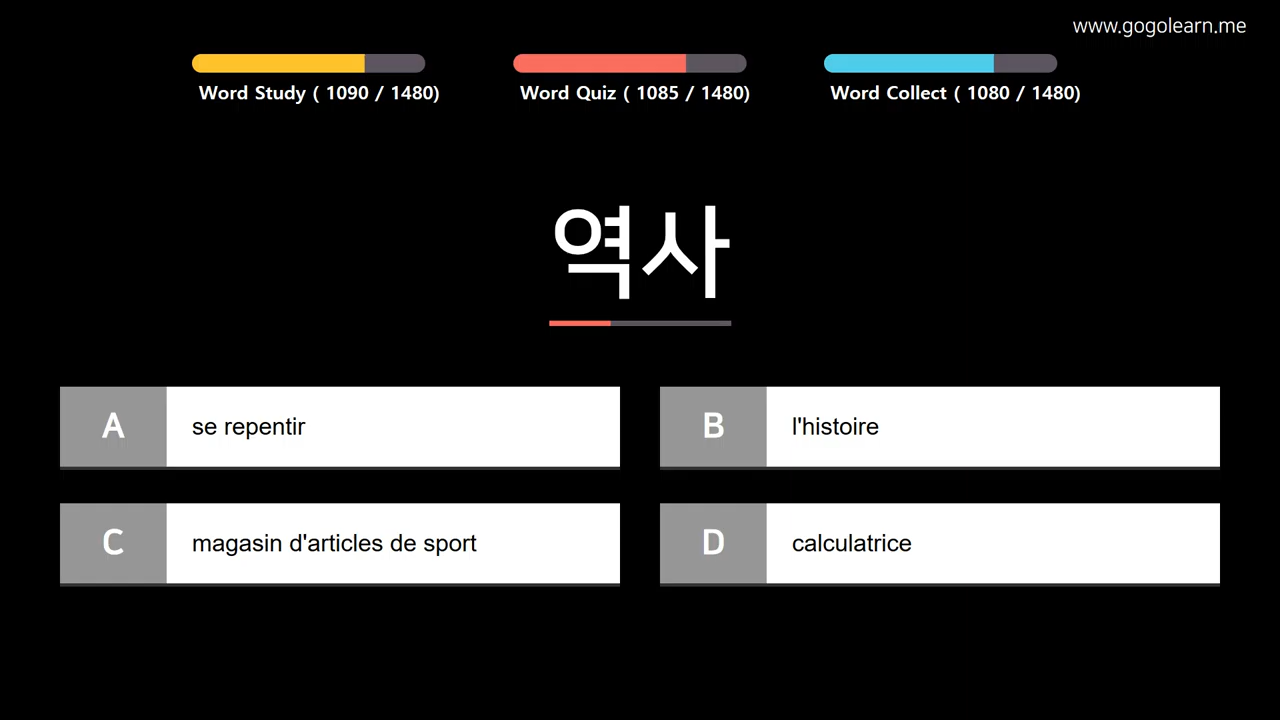 www.gogolearn.me
Word Study ( 1090 / 1480)
Word Quiz ( 1085 / 1480)
Word Collect ( 1080 / 1480)
역사
A se repentir
B l'histoire
C magasin d'articles de sport
D calculatrice